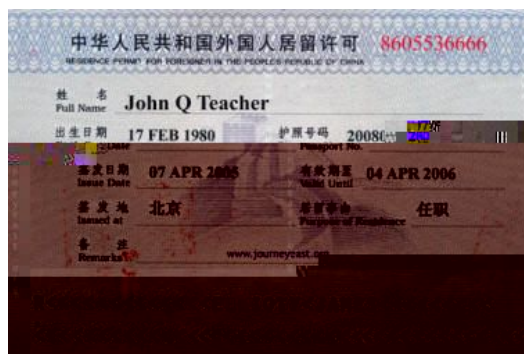 中华人民共和国外国人居留许可 8605536666
RESIDENCE PERMIT FOR FOREIGNER IN THE PEOPLE'S REPUBLIC OF CHINA
姓 名
Full Name John Q Teacher
出生日期 17 FEB 1980 护照号码 2008
Date Passport No.
签发日期 07 APR 2005 有效期至 04 APR 2006
Issue Date Valid Until
签发地 北京 居留事由 任职
Issued at Purpose of Residence
备 注
Remarks www.journeyeast.org